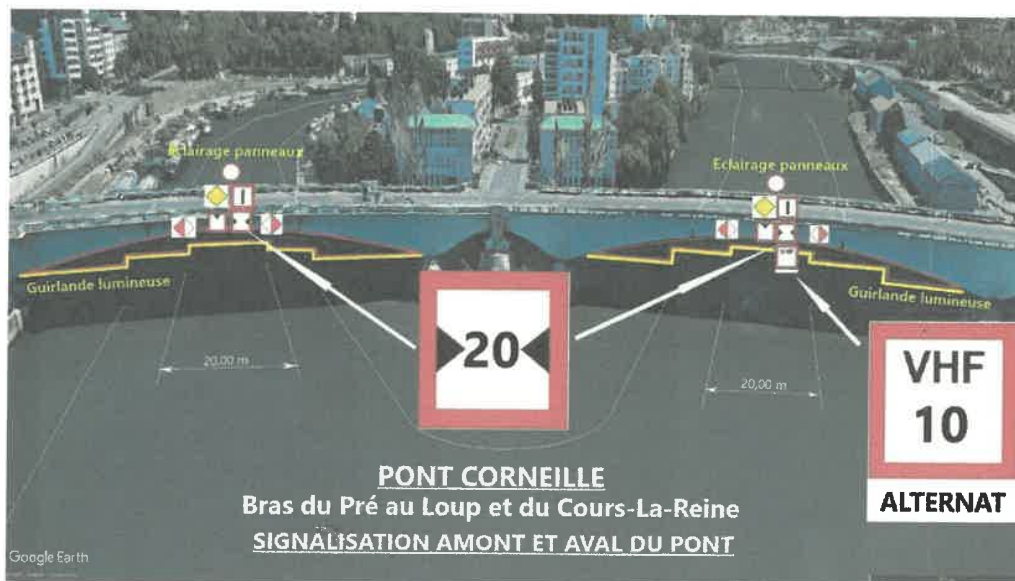 Eclairage panneaux
Eclairage panneaux
Guirlande lumineuse
Guirlande lumineuse
20,00 m
20,00 m
20
VHF
10
ALTERNAT
PONT CORNEILLE
Bras du Pré au Loup et du Cours-La-Reine
SIGNALISATION AMONT ET AVAL DU PONT
Google Earth